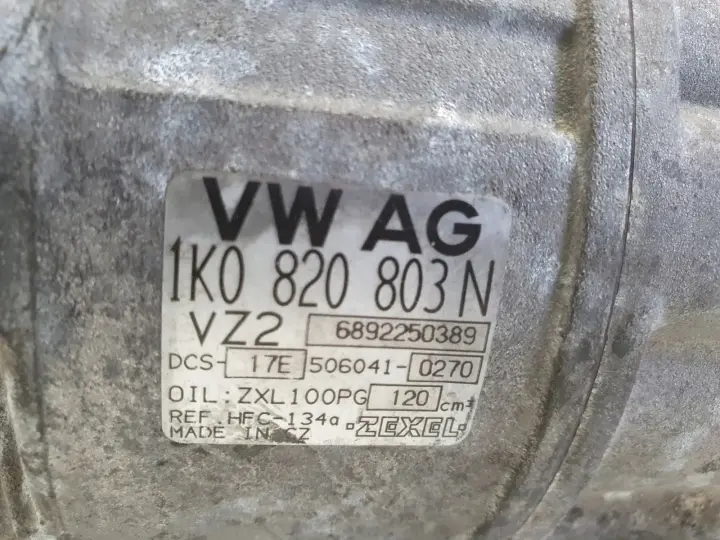 VW AG
1K0 820 803 N
VZ2 6892250389
DCS- 17E 506041- 0270
OIL: ZXL100PG 120 cm³
REF. HFC-134a
MADE IN CZ ZEXEL